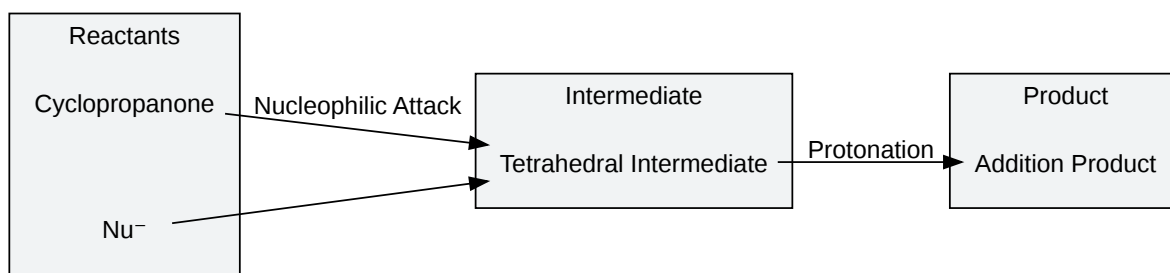 Reactants
Cyclopropanone
Nu⁻
Nucleophilic Attack
Intermediate
Tetrahedral Intermediate
Protonation
Product
Addition Product